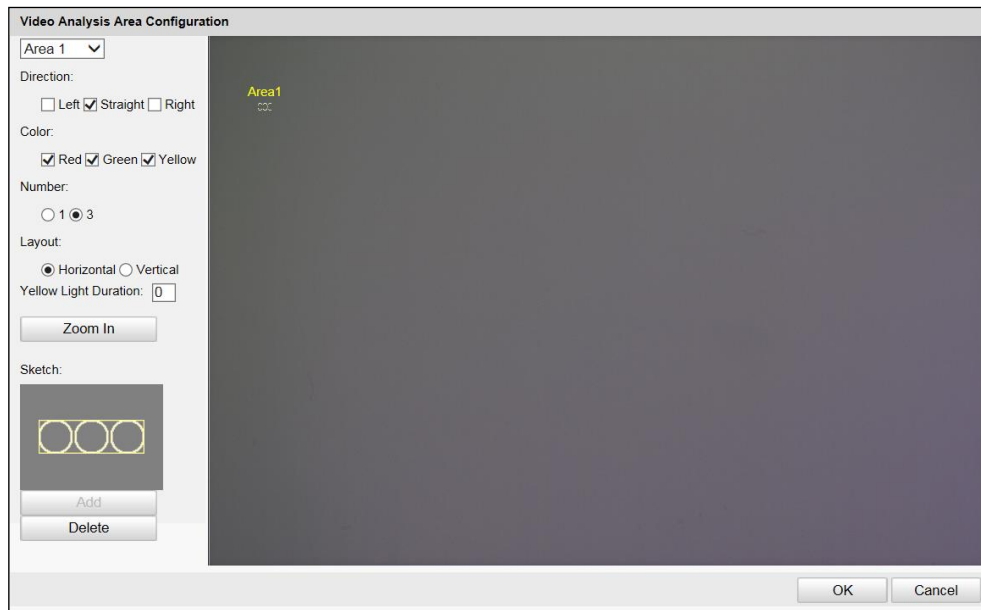 Video Analysis Area Configuration
Area 1
Direction:
Left Straight Right
Color:
Red Green Yellow
Number:
1 3
Layout:
Horizontal Vertical
Yellow Light Duration: 0
Zoom In
Sketch:
Add
Delete
Area1
OK Cancel